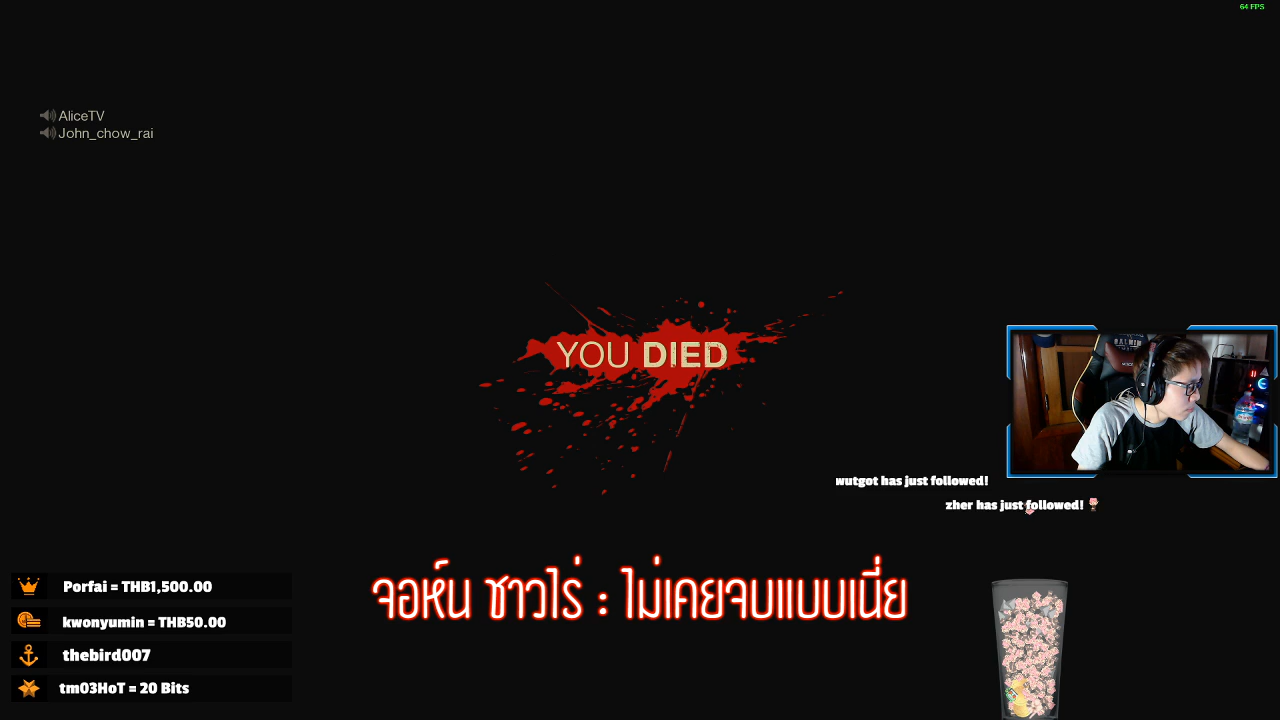 64 FPS
AliceTV
John_chow_rai
YOU DIED
wutgot has just followed!
zher has just followed!
จอห์น ชาวไร่ : ไม่เคยจบแบบเนี่ย
Porfai = THB1,500.00
kwonyumin = THB50.00
thebird007
tm03HoT = 20 Bits